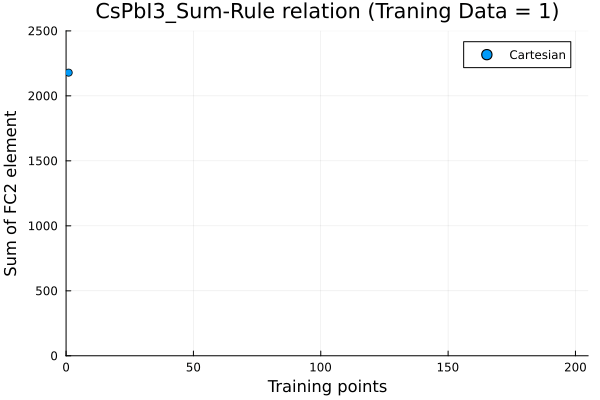 CsPbI3_Sum-Rule relation (Traning Data = 1)
Cartesian
Sum of FC2 element
2500
2000
1500
1000
500
0
0 50 100 150 200
Training points